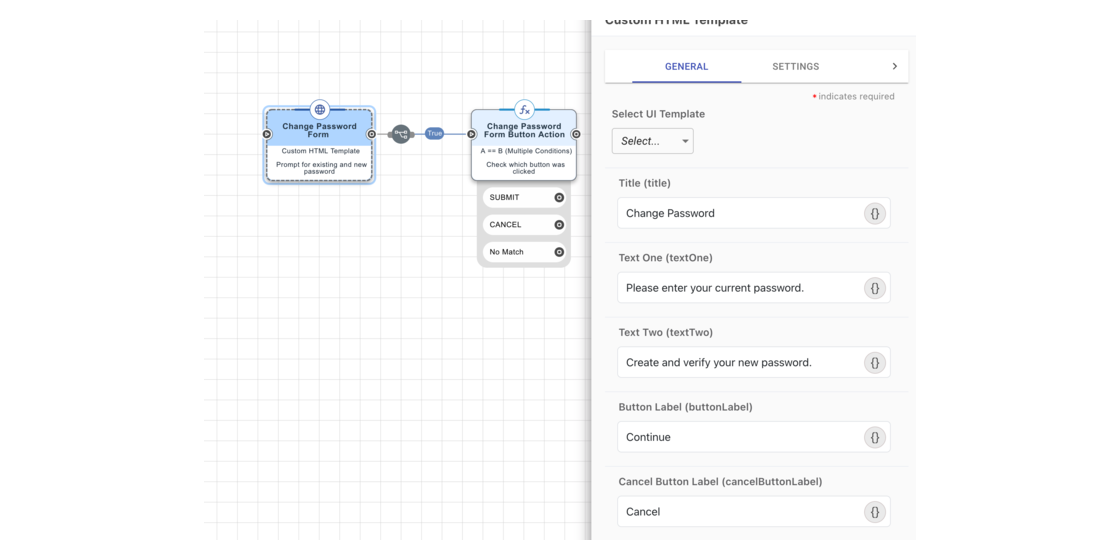 Custom HTML Template
GENERAL
SETTINGS
* indicates required
Select UI Template
Select...
Title (title)
Change Password
{}
Text One (textOne)
Please enter your current password.
{}
Text Two (textTwo)
Create and verify your new password.
{}
Button Label (buttonLabel)
Continue
{}
Cancel Button Label (cancelButtonLabel)
Cancel
{}
Change Password
Form
Custom HTML Template
Prompt for existing and new
password
True
fx
Change Password
Form Button Action
A == B (Multiple Conditions)
Check which button was
clicked
SUBMIT
CANCEL
No Match